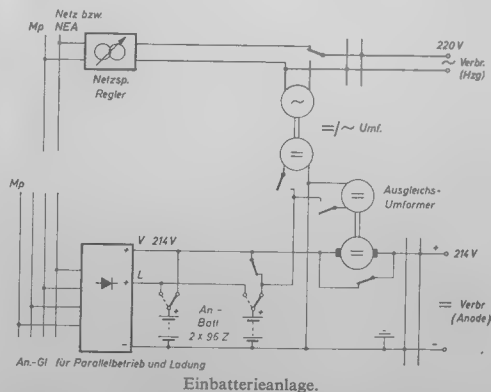 Netz bzw.
Mp NEA
Netzsp.
Regler
220 V
~ Verbr.
(Hzg)
~
=/~ Umf.
=
Mp
=
Ausgleichs-
Umformer
V 214 V
=
+ 214 V
+
L
+
+ An- +
Batt
2 x 96 Z
= Verbr
(Anode)
-
-
An.-Gl für Parallelbetrieb und Ladung
Einbatterieanlage.